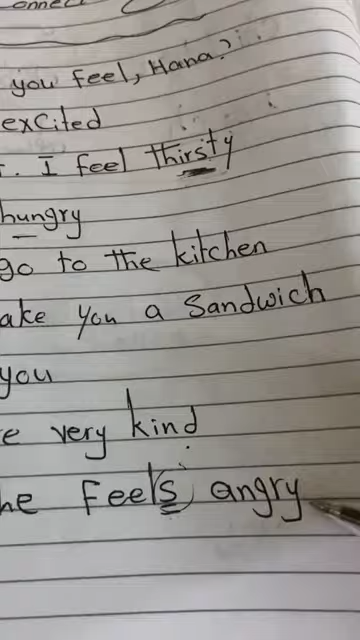 onnect
you feel, Hana?
excited
. I feel thirsty
hungry
go to the kitchen
ake you a sandwich
you
e very kind
he feels angry